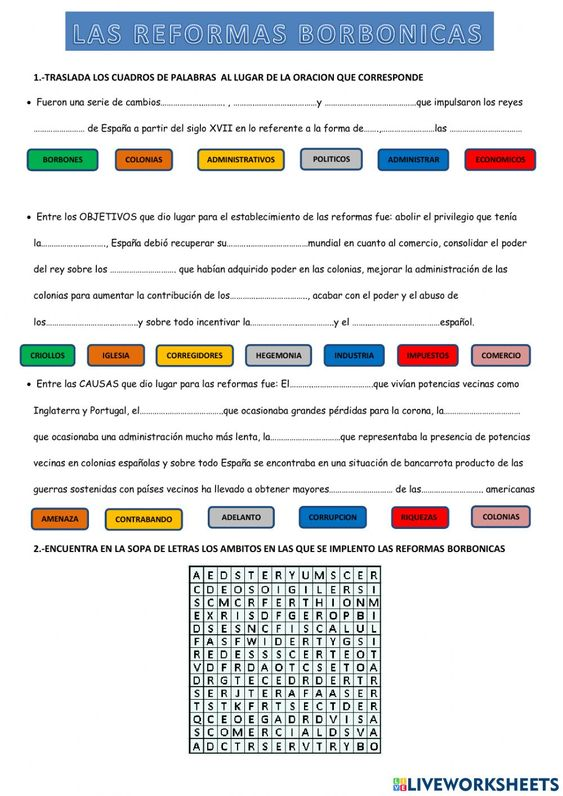 LAS REFORMAS BORBONICAS
1.-TRASLADA LOS CUADROS DE PALABRAS AL LUGAR DE LA ORACION QUE CORRESPONDE
• Fueron una serie de cambios……………………… , ……………………………y …………………………………que impulsaron los reyes
………………….. de España a partir del siglo XVII en lo referente a la forma de……,…………………las …………………………
BORBONES COLONIAS ADMINISTRATIVOS POLITICOS ADMINISTRAR ECONOMICOS
• Entre los OBJETIVOS que dio lugar para el establecimiento de las reformas fue: abolir el privilegio que tenía
la………………………., España debió recuperar su……………………………mundial en cuanto al comercio, consolidar el poder
del rey sobre los ………………………. que habían adquirido poder en las colonias, mejorar la administración de las
colonias para aumentar la contribución de los……………………………, acabar con el poder y el abuso de
los…………………………………y sobre todo incentivar la………………………………y el ………………………………español.
CRIOLLOS IGLESIA CORREGIDORES HEGEMONIA INDUSTRIA IMPUESTOS COMERCIO
• Entre las CAUSAS que dio lugar para las reformas fue: El………………………………que vivían potencias vecinas como
Inglaterra y Portugal, el………………………………que ocasionaba grandes pérdidas para la corona, la……………………………
que ocasionaba una administración mucho más lenta, la…………………………que representaba la presencia de potencias
vecinas en colonias españolas y sobre todo España se encontraba en una situación de bancarrota producto de las
guerras sostenidas con países vecinos ha llevado a obtener mayores……………………… de las…………………….. americanas
AMENAZA CONTRABANDO ADELANTO CORRUPCION RIQUEZAS COLONIAS
2.-ENCUENTRA EN LA SOPA DE LETRAS LOS AMBITOS EN LAS QUE SE IMPLENTO LAS REFORMAS BORBONICAS
A E D S T E R Y U M S C E R
C D E O S O I G I L E R S I
S C M C R F E R T H I O N M
E X R I S D F G E R O P B I
D S E S N C F I S C A L U L
F A S F W I D E R T Y G S I
R E D E S S S C E R T E O T
V D F R D A O T C S E T O A
D R G T E C E D R D E R T R
S E R J T E R A F A A S E R
T S T K F R T S E C T D E R
Q C E O E G A D R D V I S A
S C O M E R C I A L D S V A
A D C T R S E R V T R Y B O
LIVE LIVEWORKSHEETS